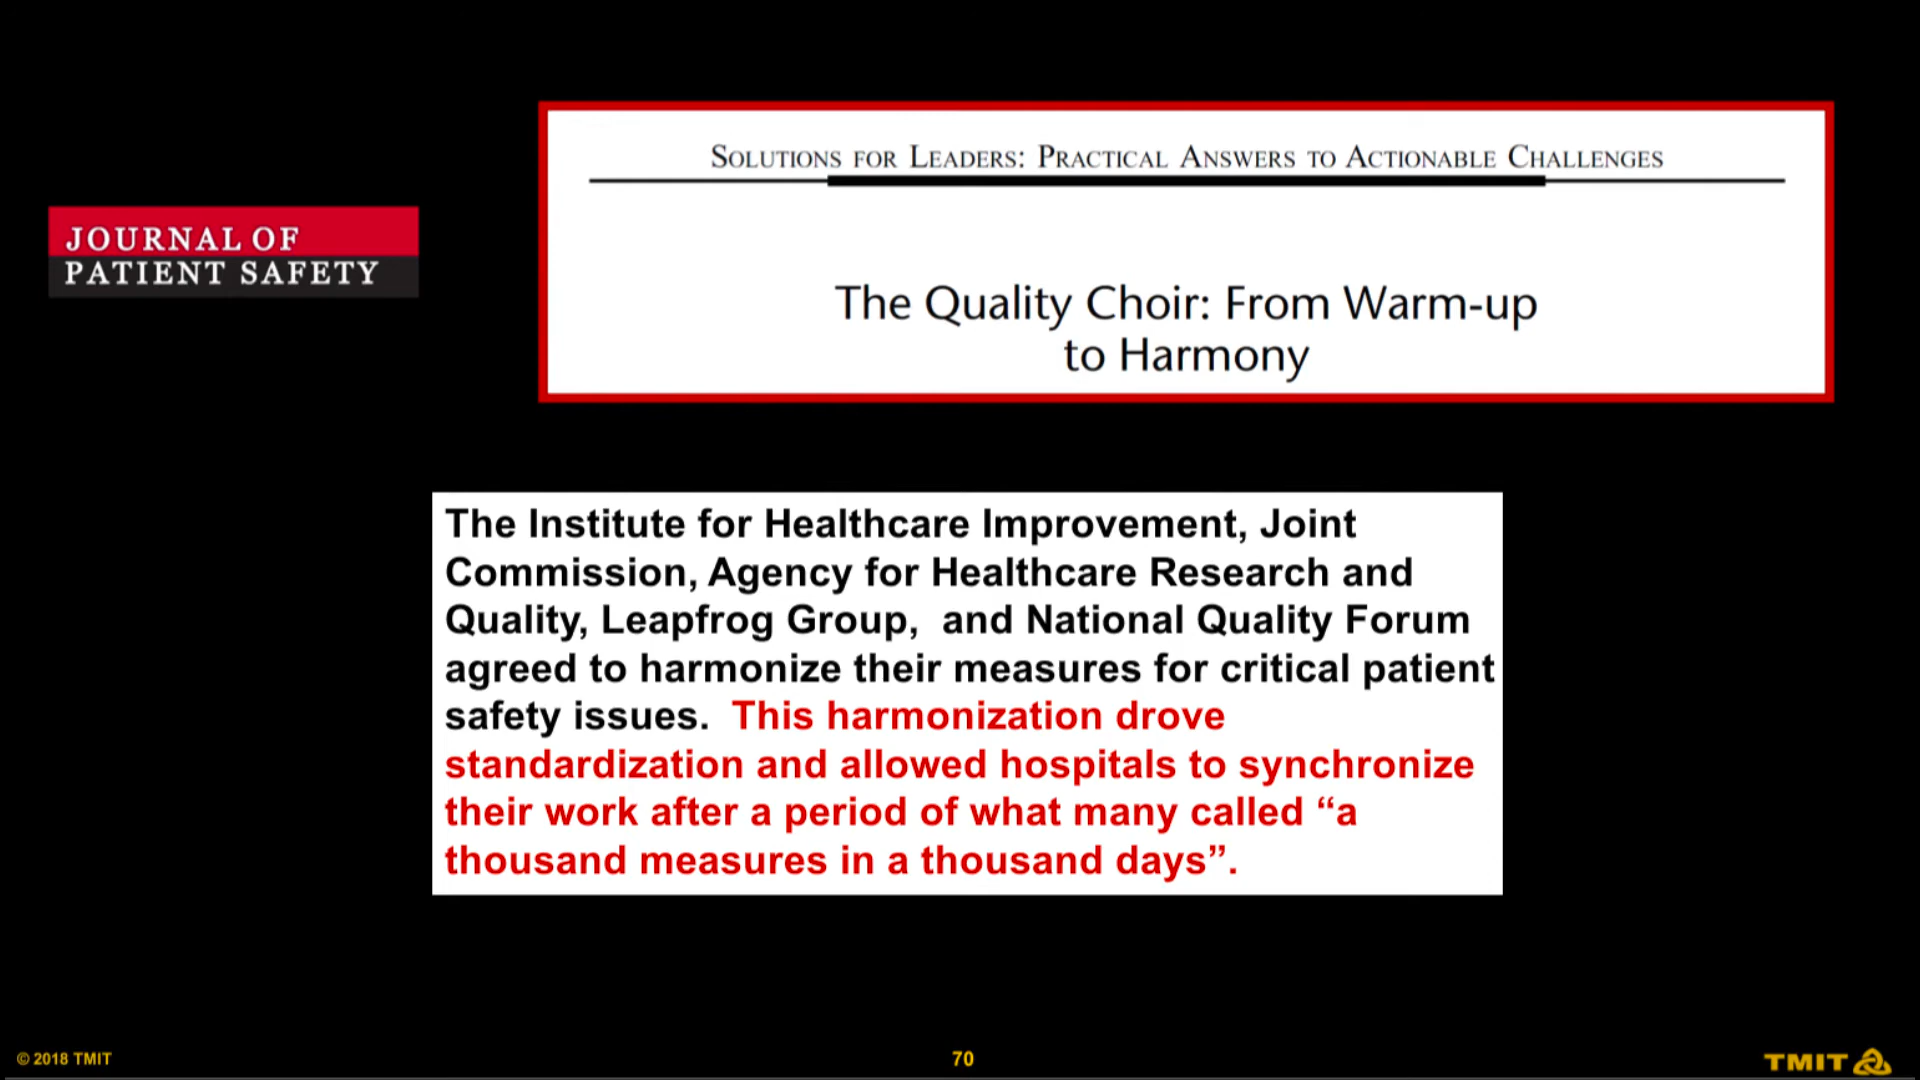 SOLUTIONS FOR LEADERS: PRACTICAL ANSWERS TO ACTIONABLE CHALLENGES
JOURNAL OF
PATIENT SAFETY
The Quality Choir: From Warm-up
to Harmony
The Institute for Healthcare Improvement, Joint
Commission, Agency for Healthcare Research and
Quality, Leapfrog Group,  and National Quality Forum
agreed to harmonize their measures for critical patient
safety issues.  This harmonization drove
standardization and allowed hospitals to synchronize
their work after a period of what many called “a
thousand measures in a thousand days”.
© 2018 TMIT
70
TMIT